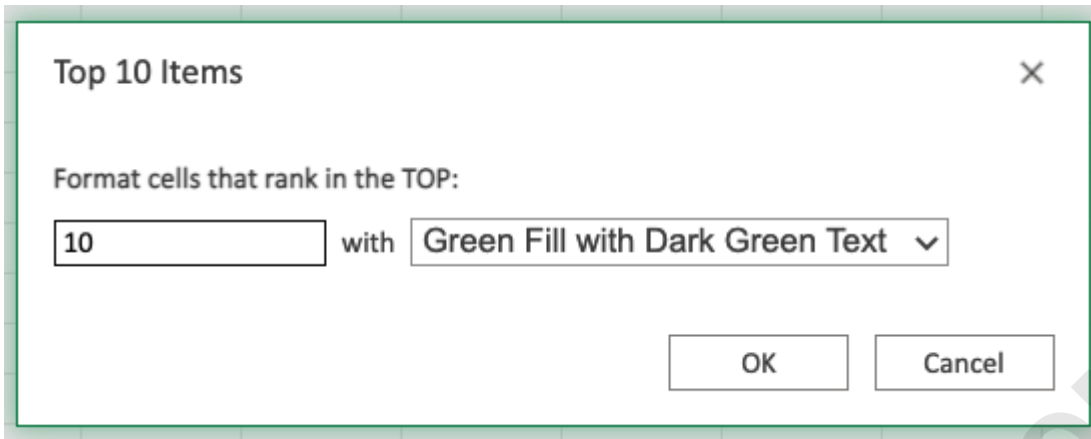 Top 10 Items
Format cells that rank in the TOP:
10 with Green Fill with Dark Green Text
OK Cancel